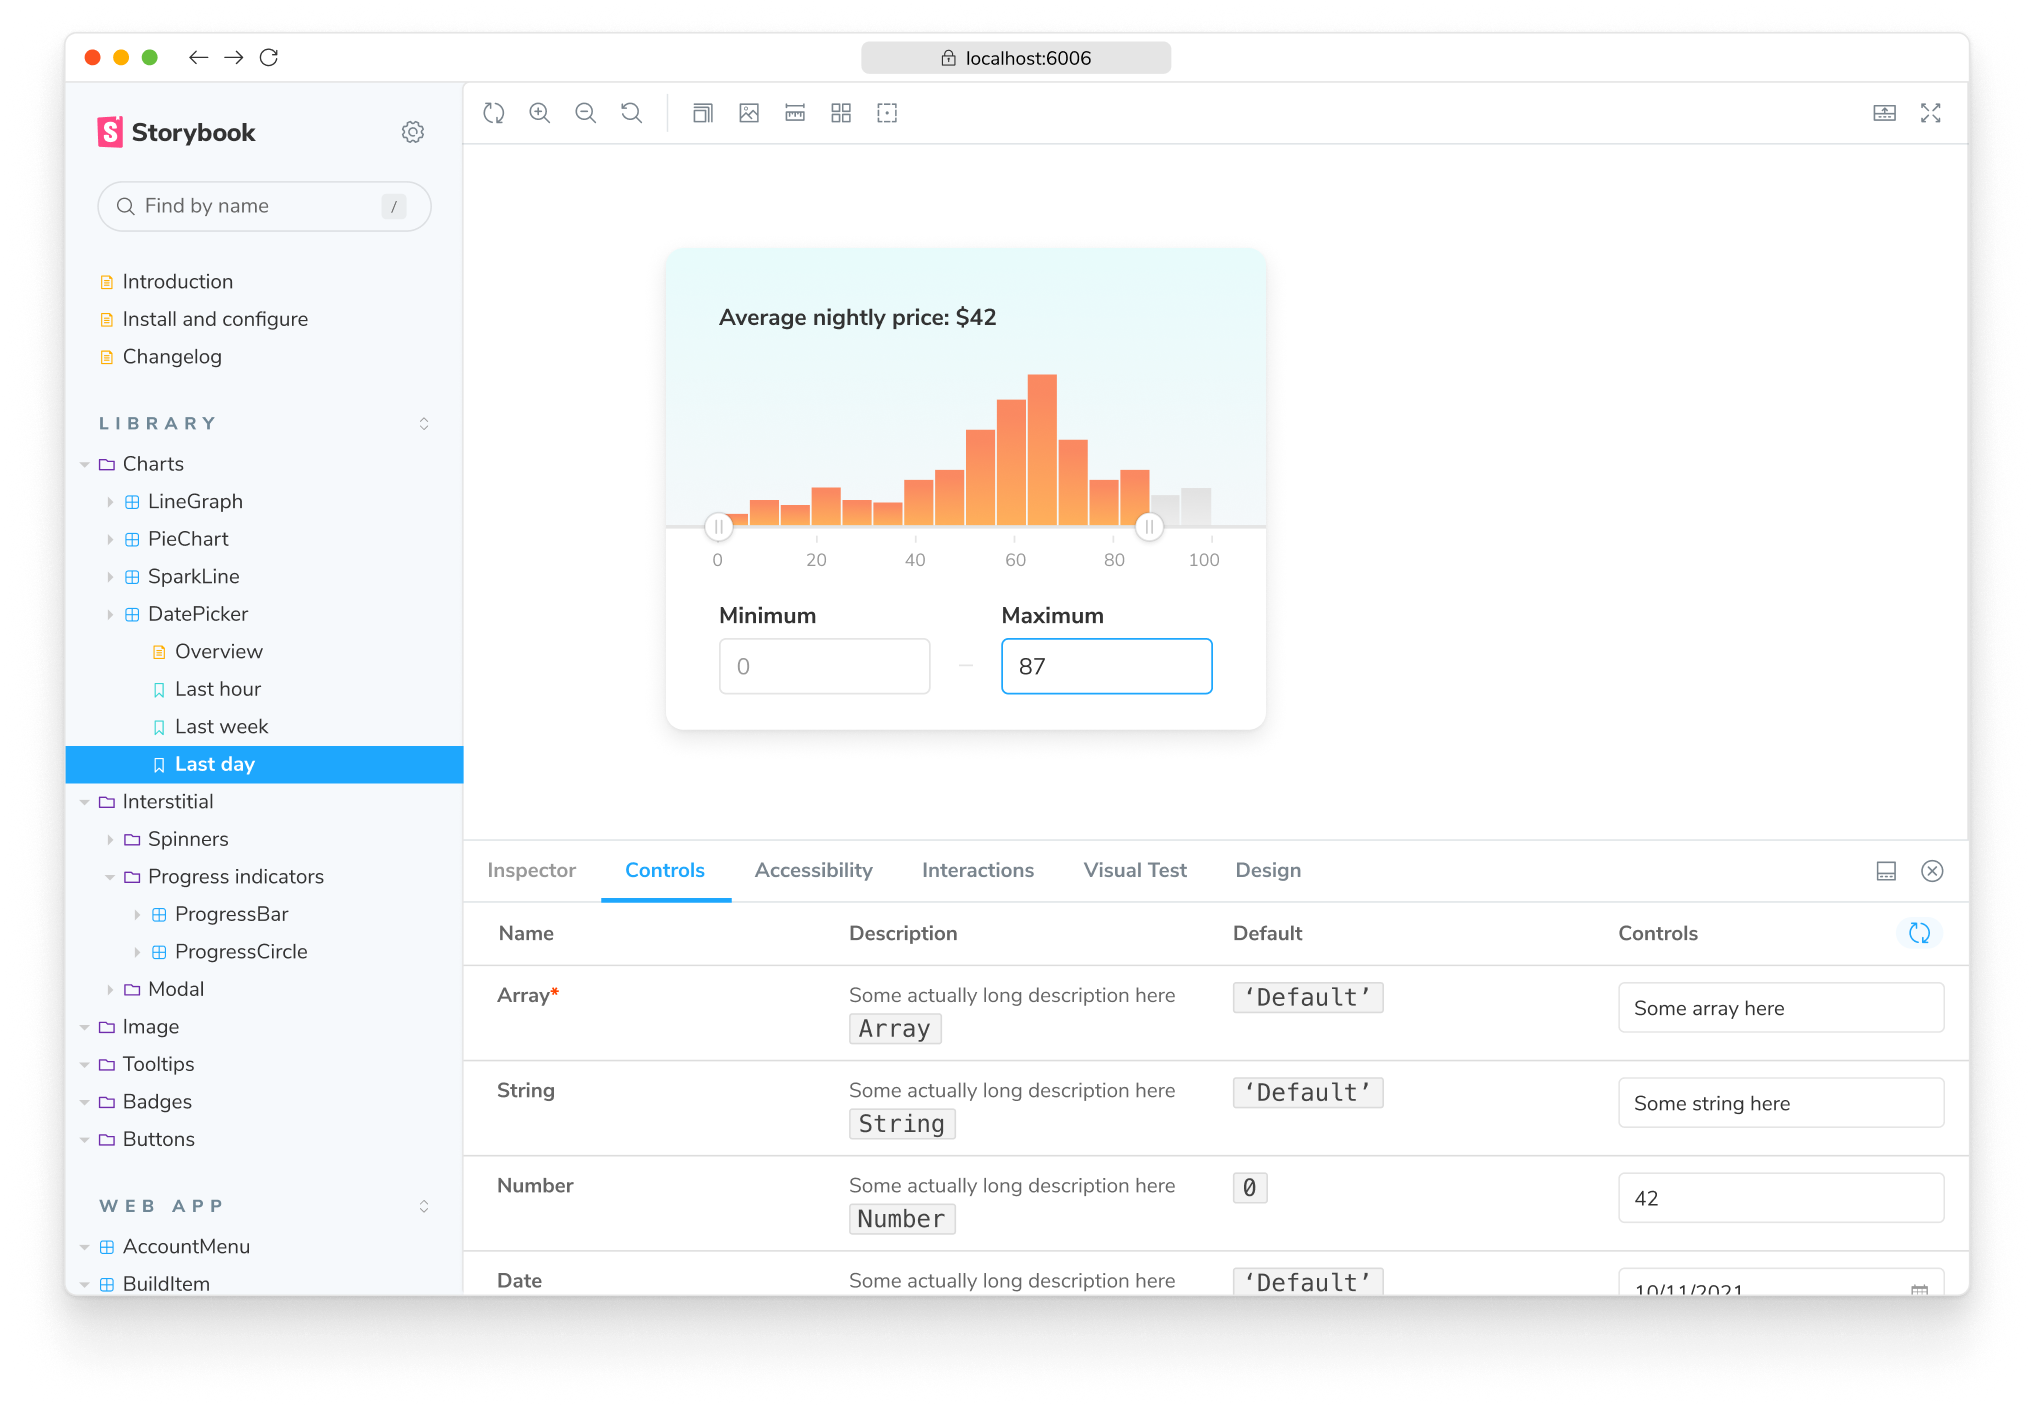 localhost:6006
Storybook
Find by name /
Introduction
Install and configure
Changelog
LIBRARY
Charts
LineGraph
PieChart
SparkLine
DatePicker
Overview
Last hour
Last week
Last day
Interstitial
Spinners
Progress indicators
ProgressBar
ProgressCircle
Modal
Image
Tooltips
Badges
Buttons
WEB APP
AccountMenu
BuildItem
Average nightly price: $42
0 20 40 60 80 100
Minimum Maximum
0 – 87
Inspector Controls Accessibility Interactions Visual Test Design
Name Description Default Controls
Array* Some actually long description here ‘Default’ Some array here
Array
String Some actually long description here ‘Default’ Some string here
String
Number Some actually long description here 0 42
Number
Date Some actually long description here ‘Default’ 10/11/2021